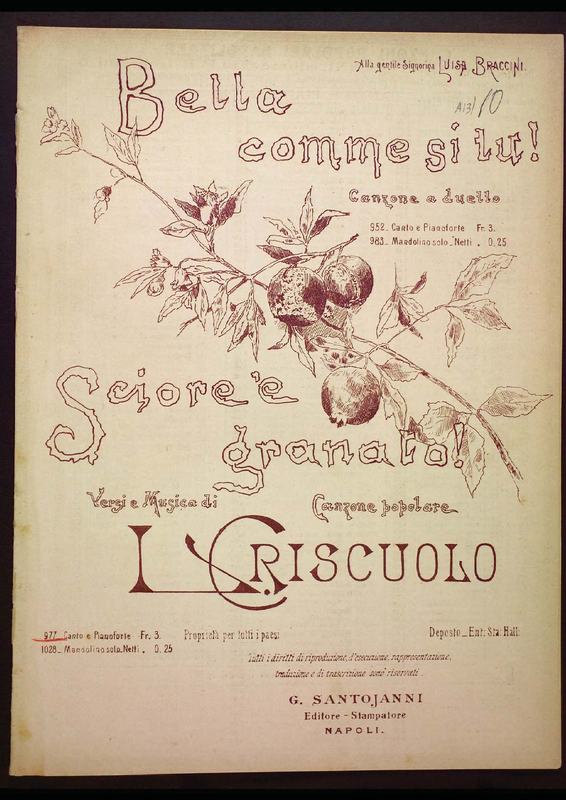 Alla gentile Signorina LUISA BRACCINI.
A13/10
Bella
comme si tu!
Canzone a duetto
952_ Canto e Pianoforte Fr. 3.
983_ Mandolino solo_Netti . 0,25
Sciore 'e
granato!
Versi e Musica di
Canzone popolare
L. CRISCUOLO
977_ Canto e Pianoforte Fr. 3.
1028_ Mandolino solo_Netti . 0,25
Proprietà per tutti i paesi
Deposto_Ent: Sta: Hall:
Tutti i diritti di riproduzione, d'esecuzione, rappresentazione,
traduzione e di trascrizione sono riservati.
G. SANTOJANNI
Editore - Stampatore
NAPOLI.